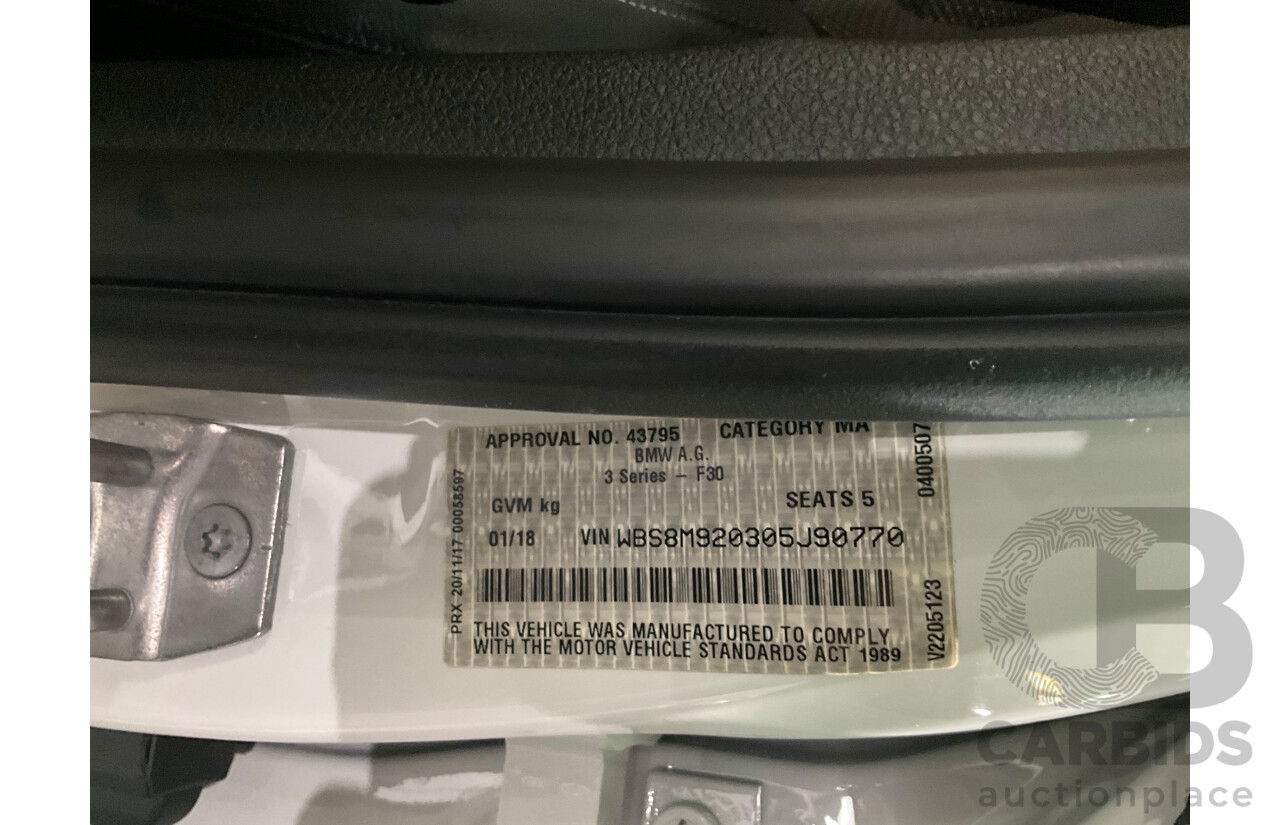 APPROVAL NO. 43795 CATEGORY MA
BMW A.G.
3 Series - F30
GVM kg SEATS 5
01/18 VIN WBS8M920305J90770
THIS VEHICLE WAS MANUFACTURED TO COMPLY
WITH THE MOTOR VEHICLE STANDARDS ACT 1989
PRX 20/11/17 00058597
0400507
V2205123
CB
CARBIDS
auctionplace